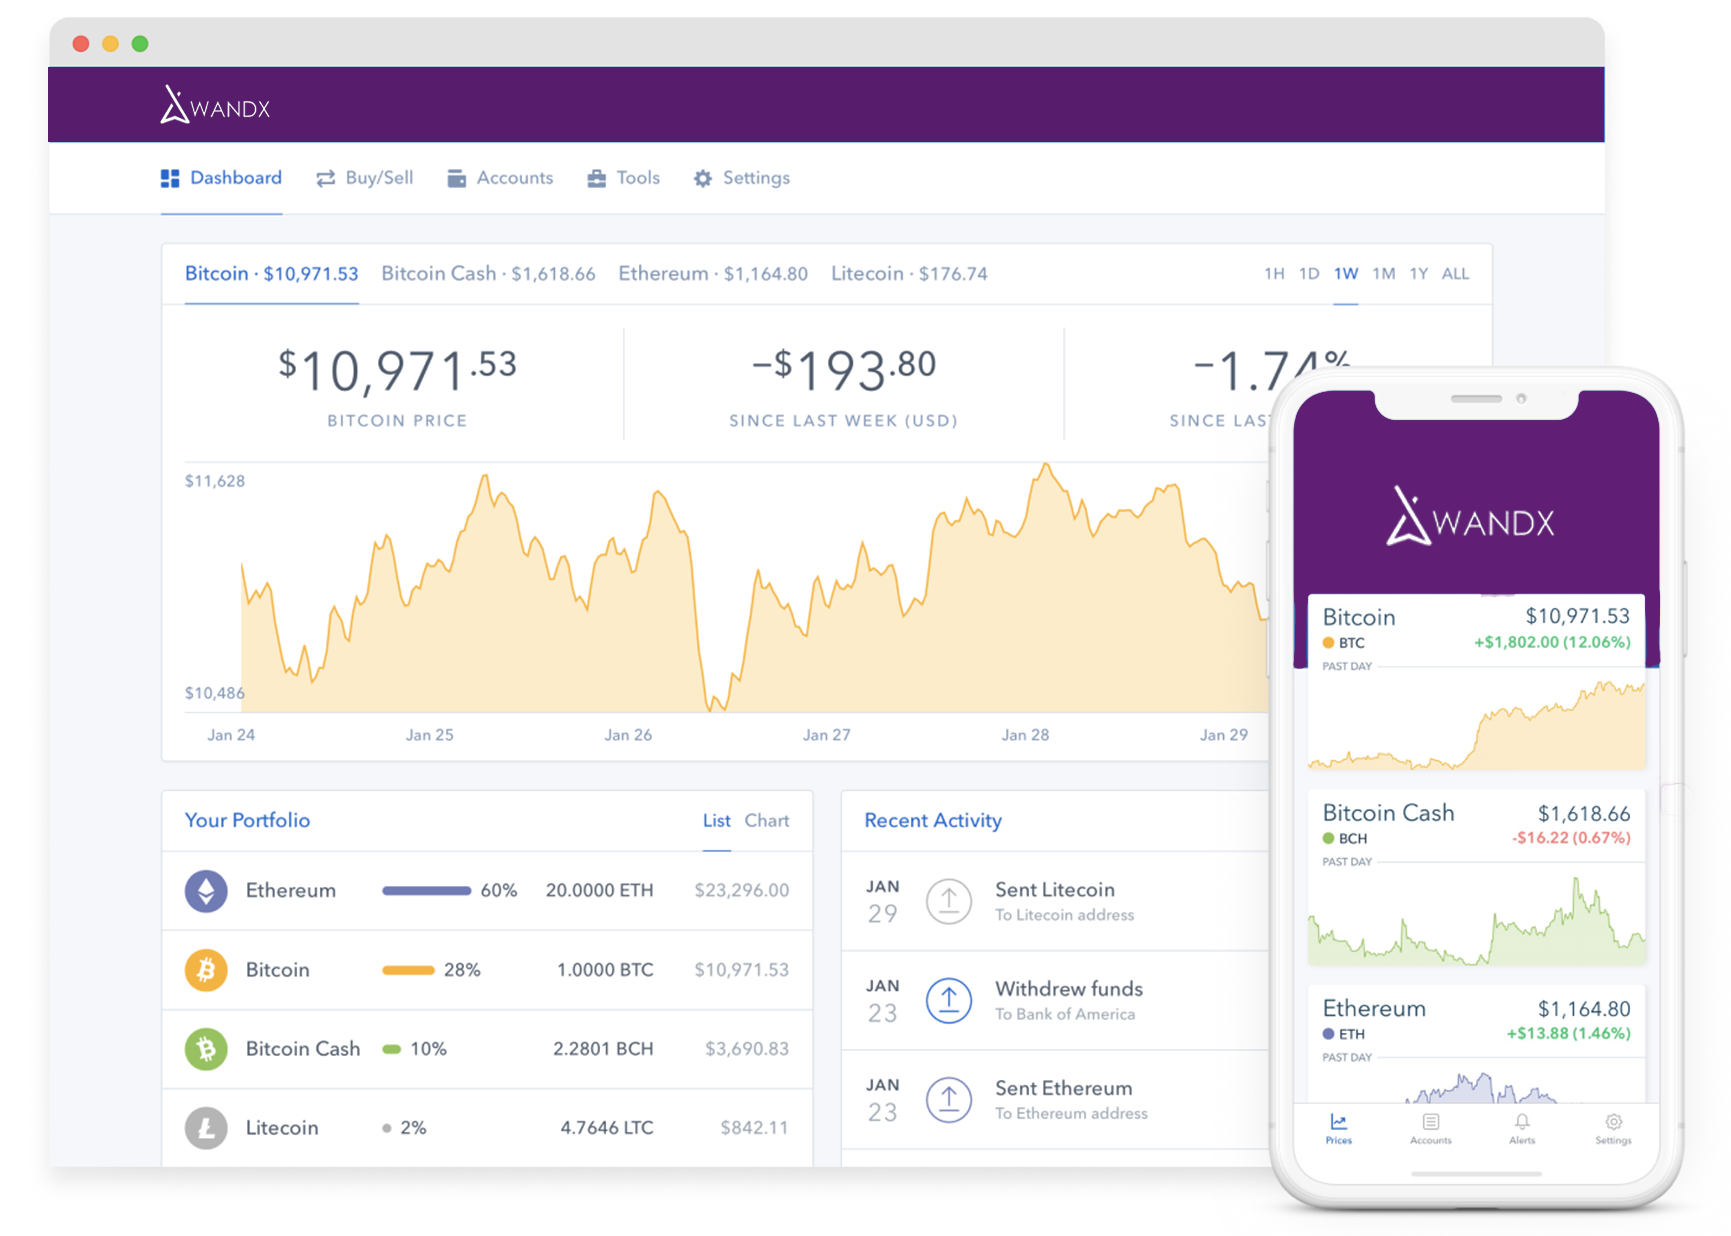 WANDX
Dashboard Buy/Sell Accounts Tools Settings
Bitcoin · $10,971.53 Bitcoin Cash · $1,618.66 Ethereum · $1,164.80 Litecoin · $176.74 1H 1D 1W 1M 1Y ALL
$10,971.53 −$193.80 −1.74%
BITCOIN PRICE SINCE LAST WEEK (USD) SINCE LAS
$11,628
$10,486
Jan 24 Jan 25 Jan 26 Jan 27 Jan 28 Jan 29
Your Portfolio List Chart
Ethereum 60% 20.0000 ETH $23,296.00
Bitcoin 28% 1.0000 BTC $10,971.53
Bitcoin Cash 10% 2.2801 BCH $3,690.83
Litecoin 2% 4.7646 LTC $842.11
Recent Activity
JAN
29
Sent Litecoin
To Litecoin address
JAN
23
Withdrew funds
To Bank of America
JAN
23
Sent Ethereum
To Ethereum address
WANDX
Bitcoin $10,971.53
BTC +$1,802.00 (12.06%)
PAST DAY
Bitcoin Cash $1,618.66
BCH -$16.22 (0.67%)
PAST DAY
Ethereum $1,164.80
ETH +$13.88 (1.46%)
PAST DAY
Prices Accounts Alerts Settings